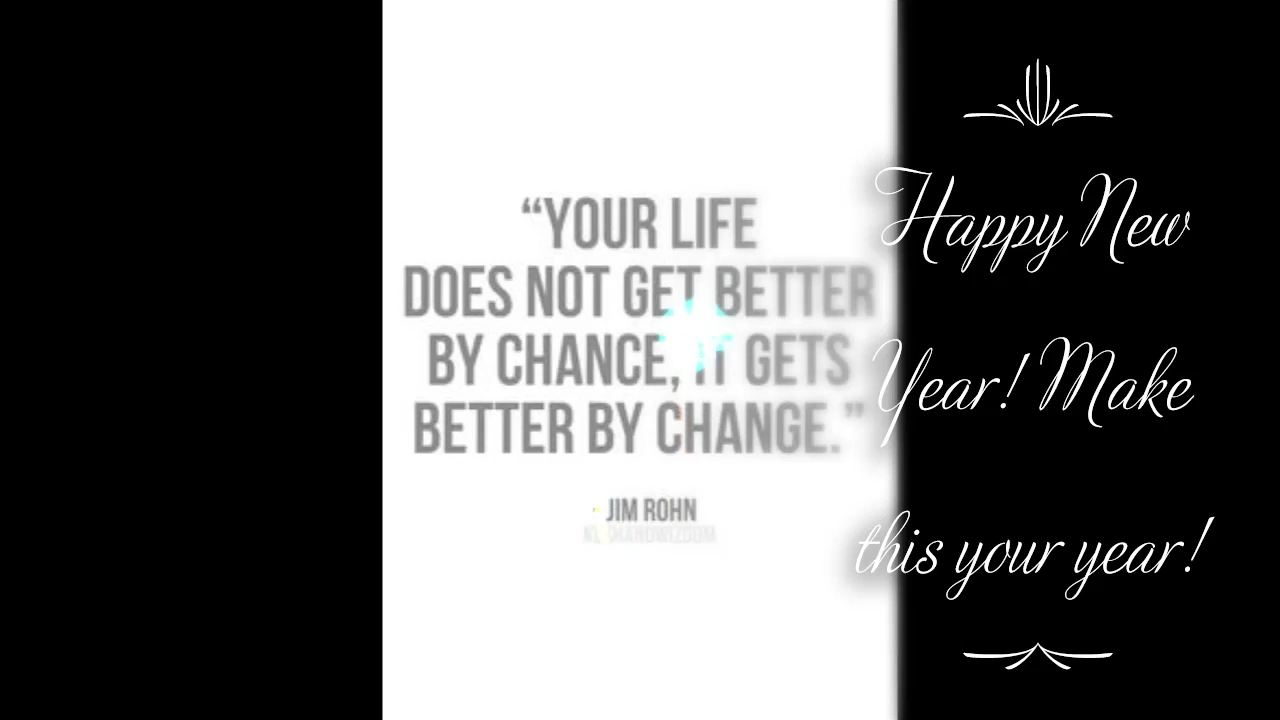 “YOUR LIFE
DOES NOT GET BETTER
BY CHANCE, IT GETS
BETTER BY CHANGE.”
- JIM ROHN
Happy New
Year! Make
this your year!